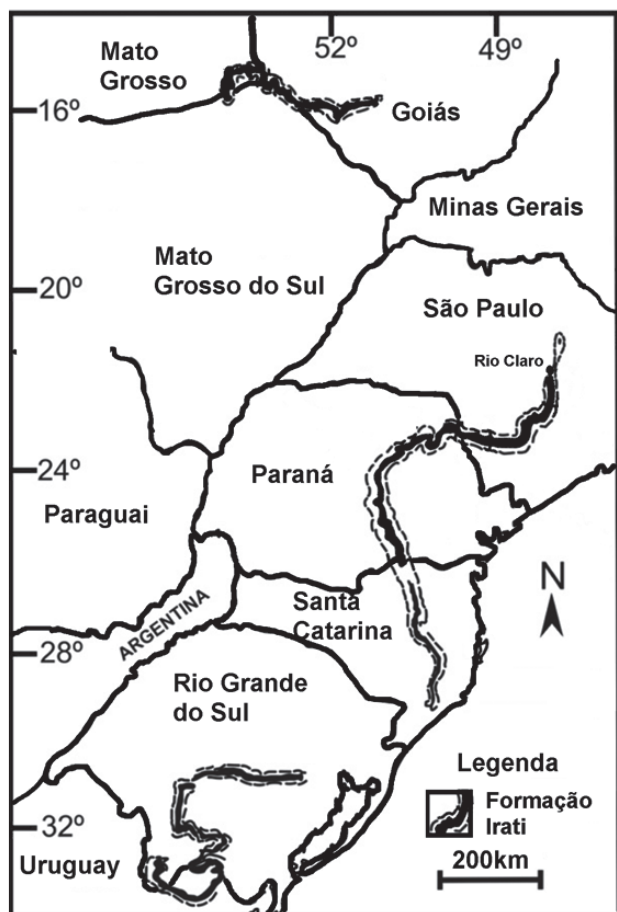 52º
49º
Mato
Grosso
16º
Goiás
Minas Gerais
Mato
Grosso do Sul
20º
São Paulo
Rio Claro
24º
Paraná
Paraguai
N
Santa
Catarina
ARGENTINA
28º
Rio Grande
do Sul
Legenda
Formação
Irati
32º
Uruguay
200km